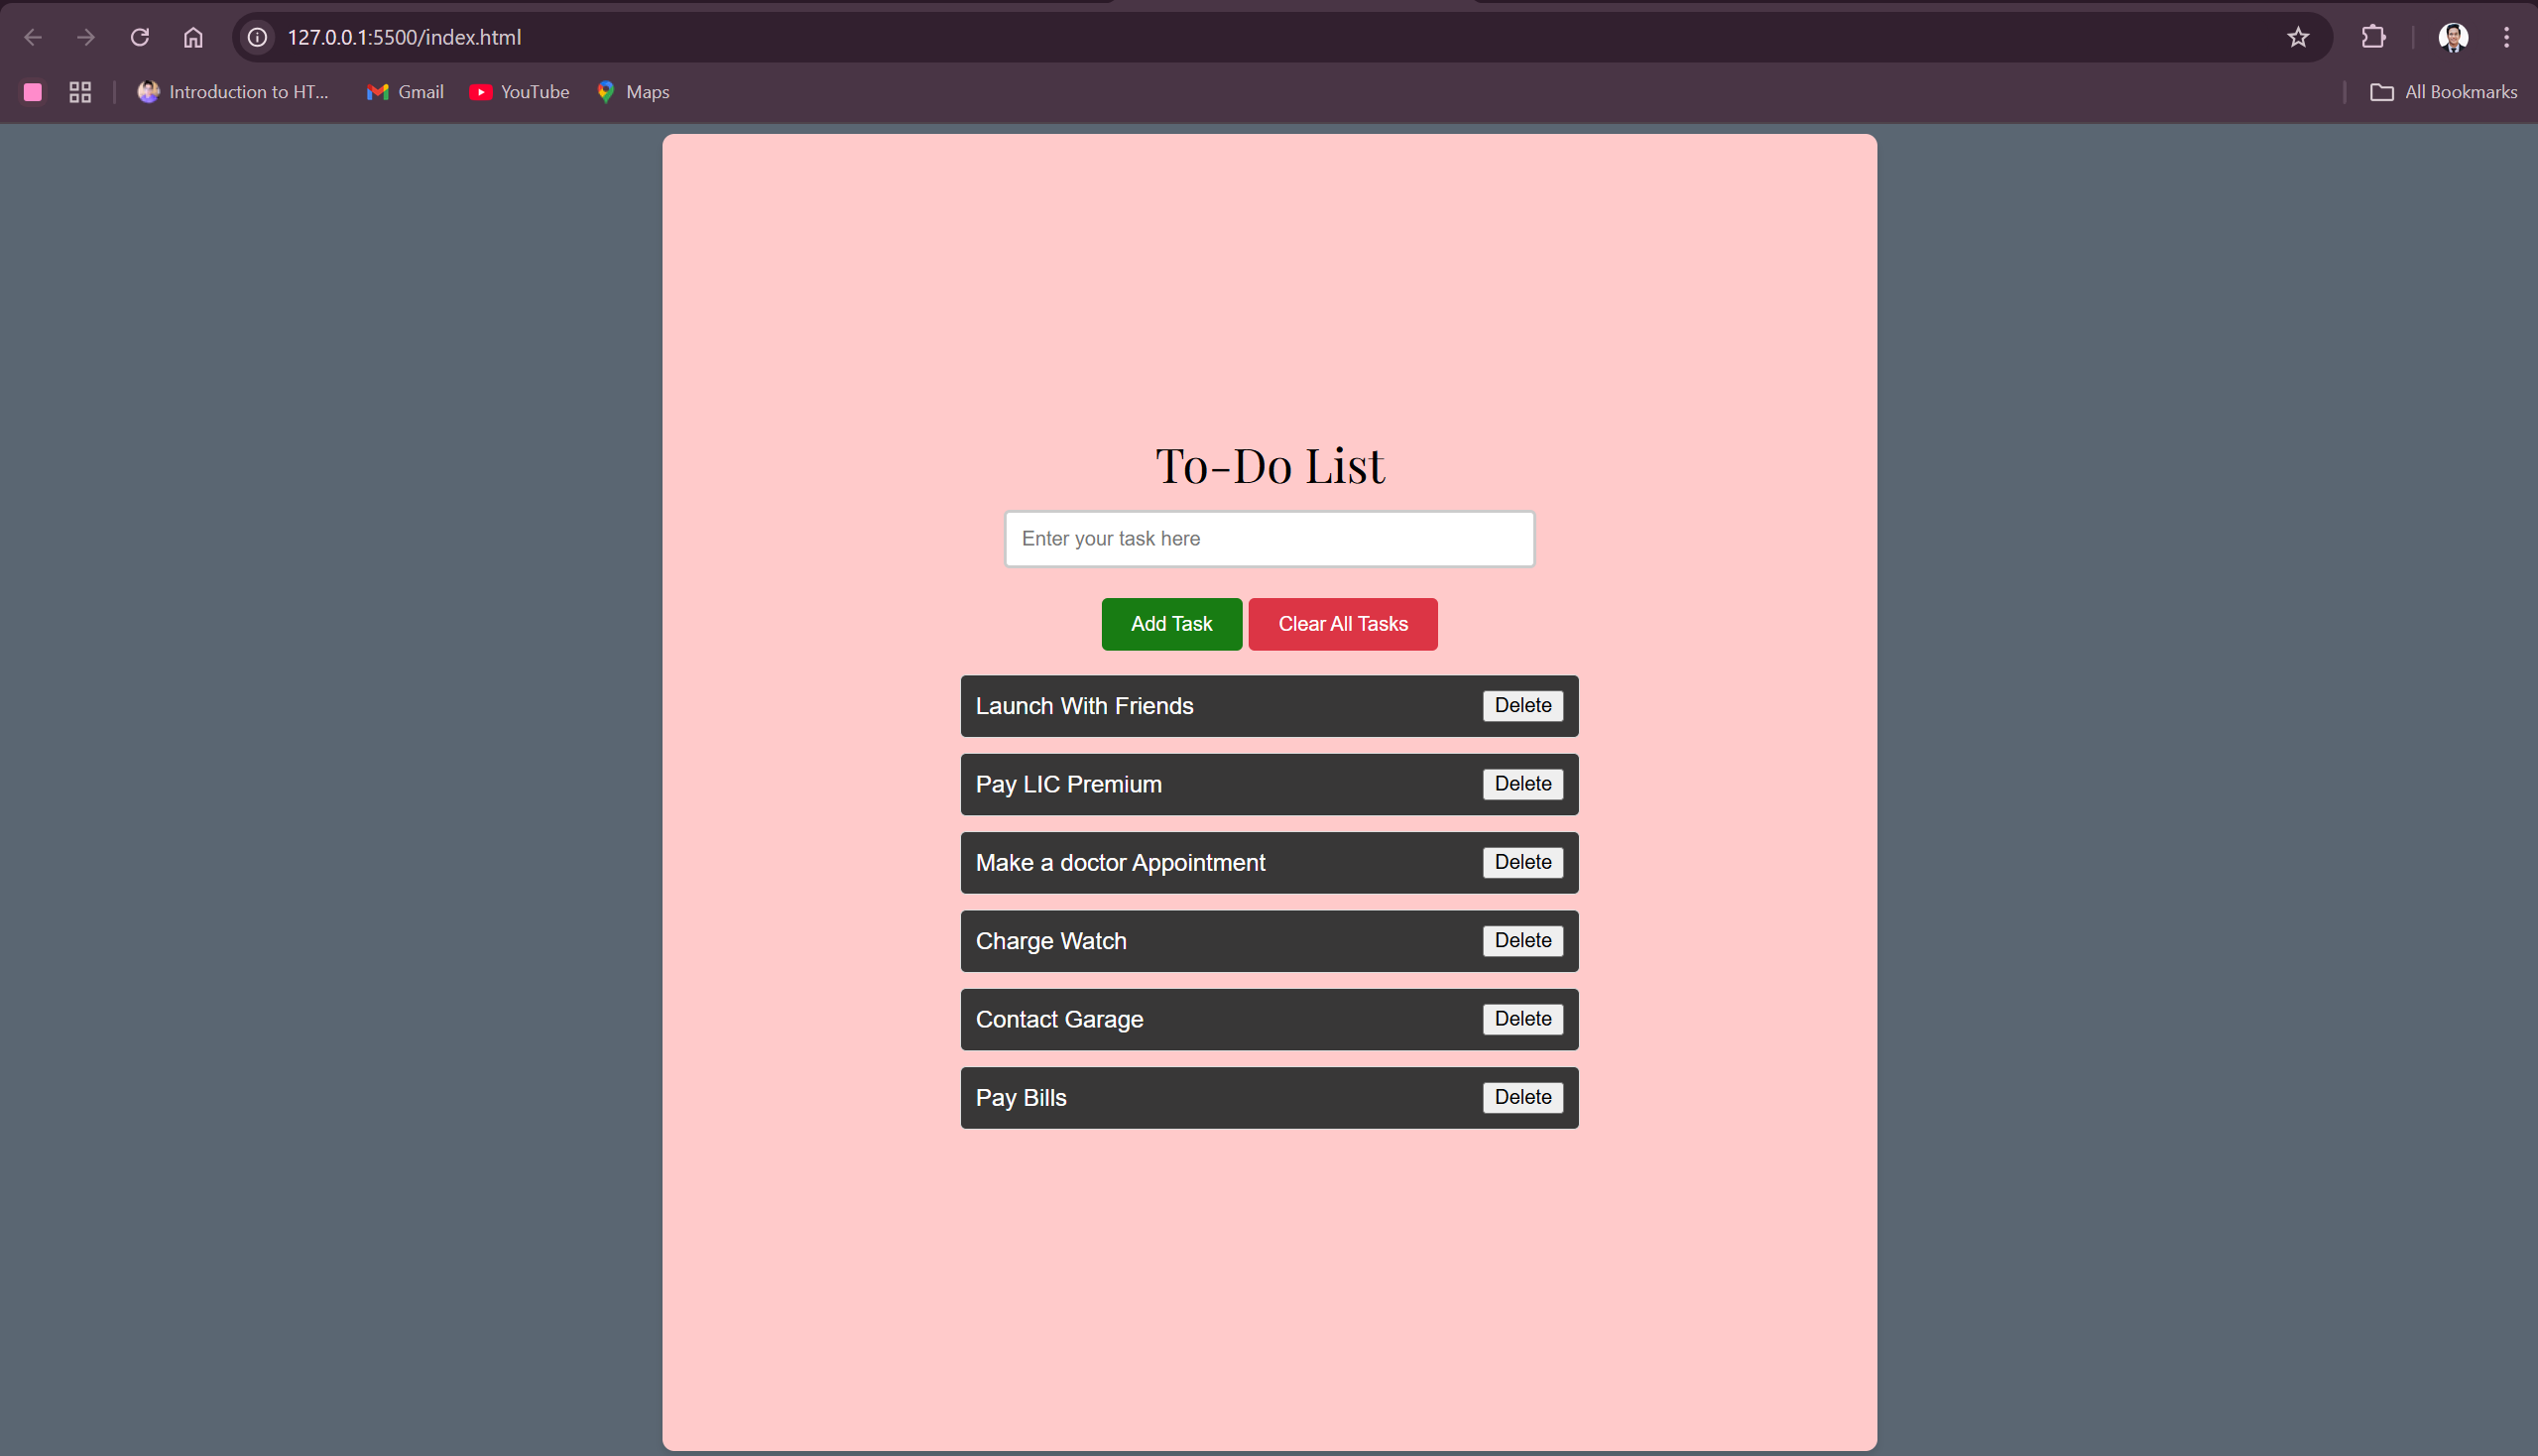 127.0.0.1:5500/index.html
Introduction to HT... Gmail YouTube Maps All Bookmarks
To-Do List
Enter your task here
Add Task Clear All Tasks
Launch With Friends Delete
Pay LIC Premium Delete
Make a doctor Appointment Delete
Charge Watch Delete
Contact Garage Delete
Pay Bills Delete